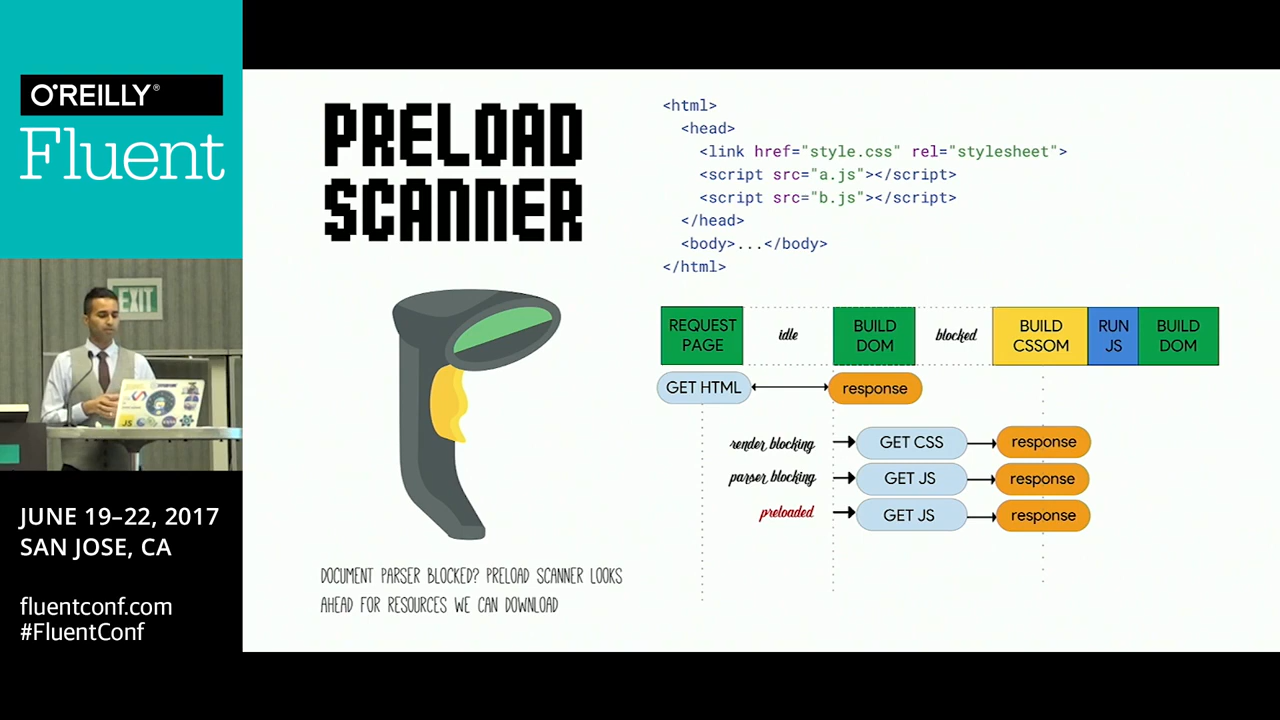 O'REILLY®
Fluent
EXIT
JS
JUNE 19–22, 2017
SAN JOSE, CA
fluentconf.com
#FluentConf
PRELOAD
SCANNER
DOCUMENT PARSER BLOCKED? PRELOAD SCANNER LOOKS
AHEAD FOR RESOURCES WE CAN DOWNLOAD
<html>
<head>
<link href="style.css" rel="stylesheet">
<script src="a.js"></script>
<script src="b.js"></script>
</head>
<body>...</body>
</html>
REQUEST PAGE
idle
BUILD DOM
blocked
BUILD CSSOM
RUN JS
BUILD DOM
GET HTML
response
render blocking
GET CSS
response
parser blocking
GET JS
response
preloaded
GET JS
response